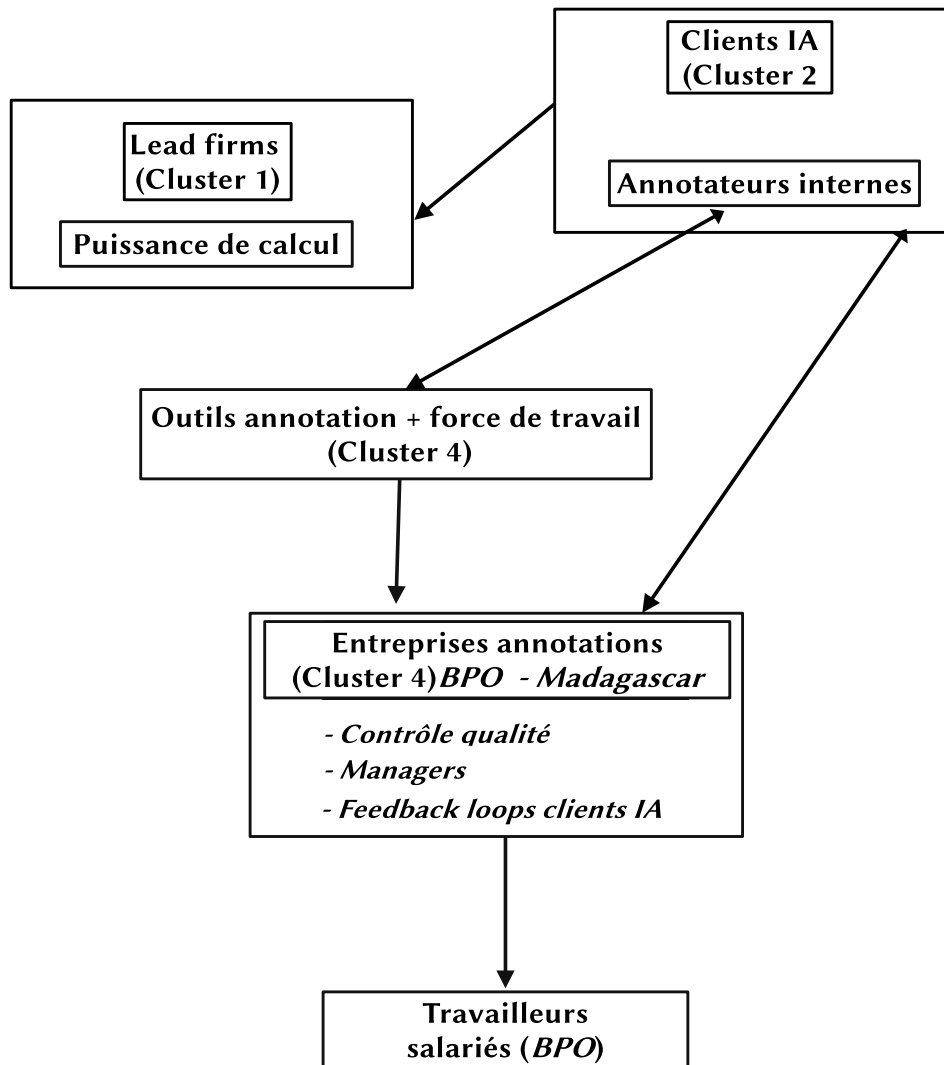 Clients IA
(Cluster 2
Lead firms
(Cluster 1)
Annotateurs internes
Puissance de calcul
Outils annotation + force de travail
(Cluster 4)
Entreprises annotations
(Cluster 4) BPO - Madagascar
- Contrôle qualité
- Managers
- Feedback loops clients IA
Travailleurs
salariés (BPO)